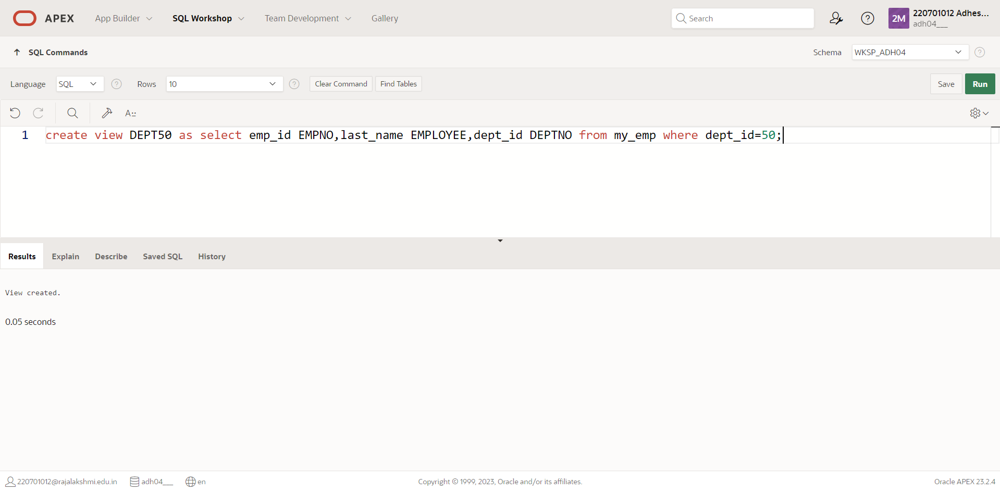 APEX App Builder SQL Workshop Team Development Gallery Search 2M 220701012 Adhes...
adh04___
SQL Commands Schema WKSP_ADH04 ?
Language SQL ? Rows 10 ? Clear Command Find Tables Save Run
A::
1 create view DEPT50 as select emp_id EMPNO,last_name EMPLOYEE,dept_id DEPTNO from my_emp where dept_id=50;
Results Explain Describe Saved SQL History
View created.
0.05 seconds
220701012@rajalakshmi.edu.in adh04___ en Copyright © 1999, 2023, Oracle and/or its affiliates. Oracle APEX 23.2.4